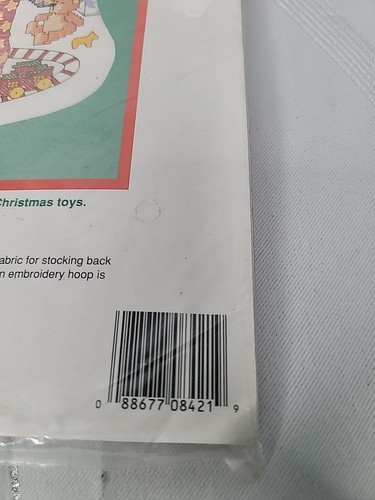 Christmas toys.
abric for stocking back
n embroidery hoop is
0 88677 08421 9